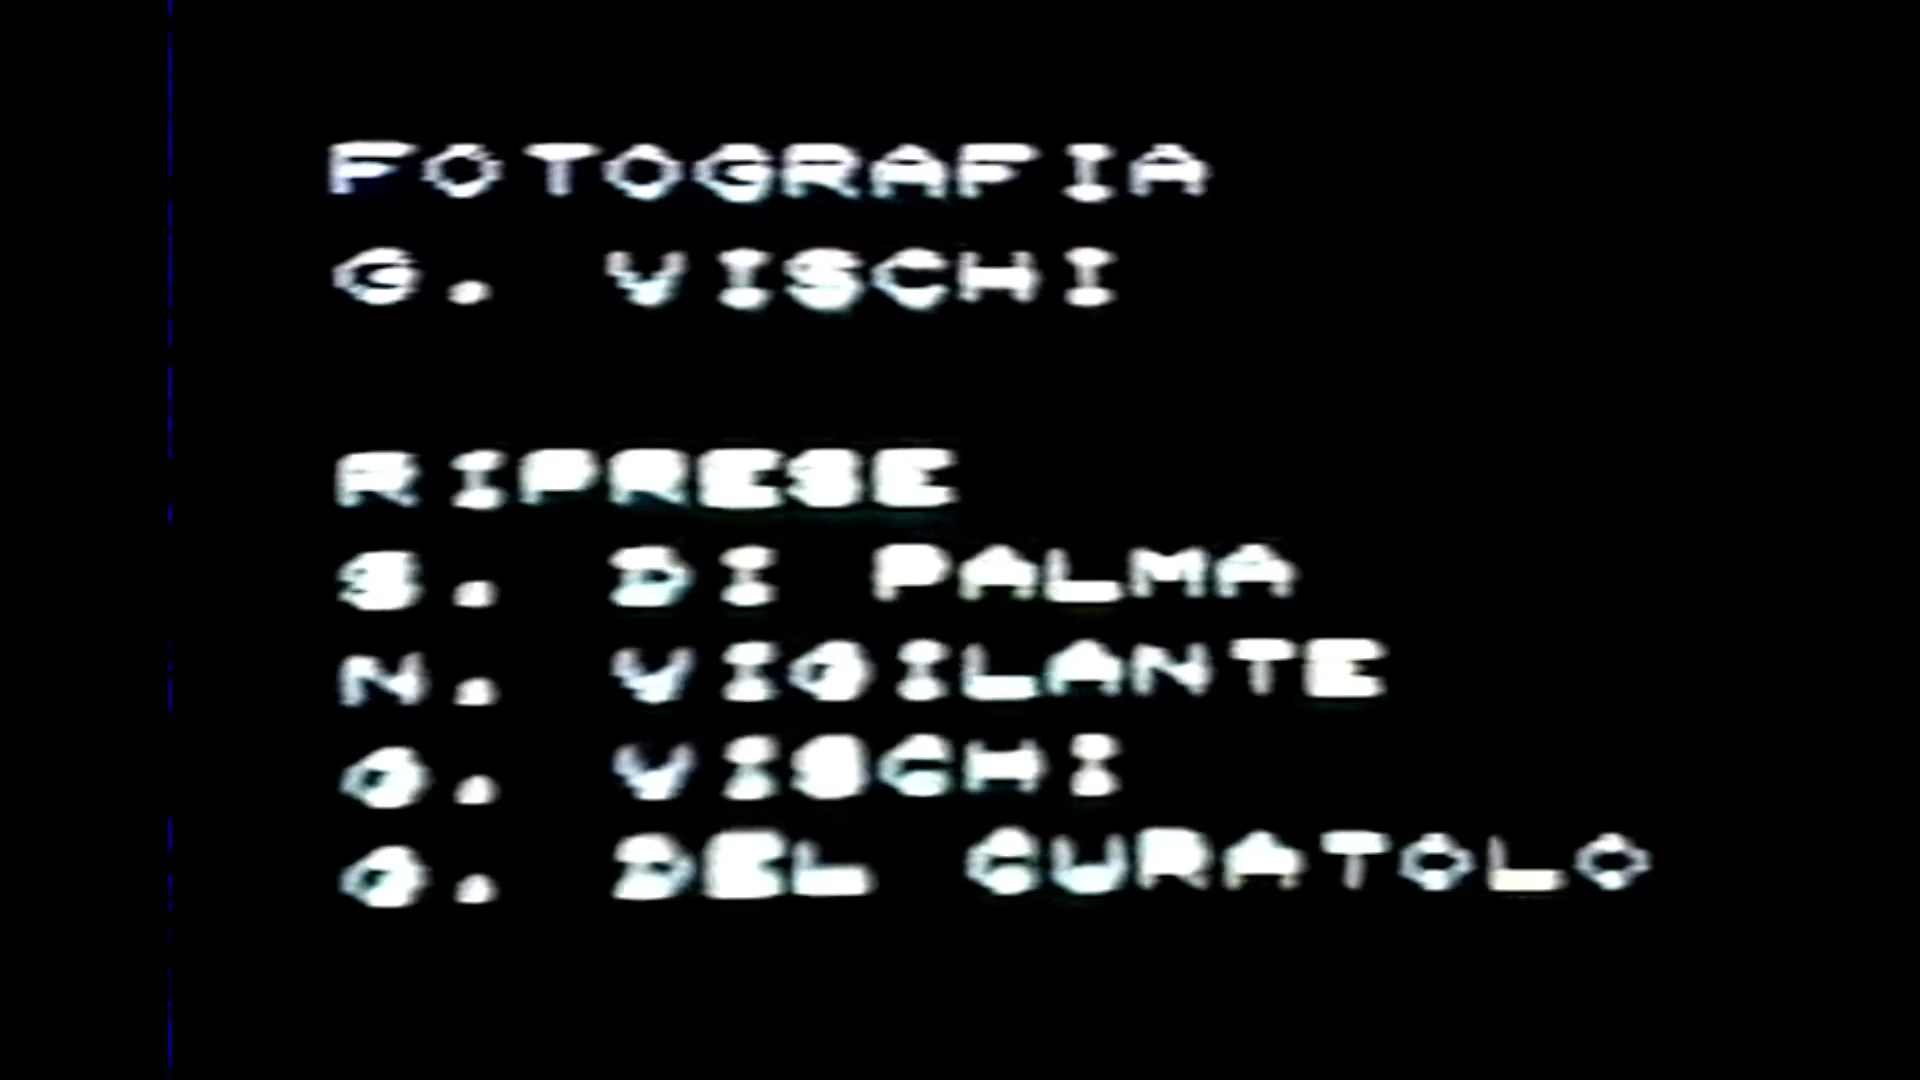 FOTOGRAFIA
G. VISCHI
RIPRESE
S. DI PALMA
N. VIGILANTE
G. VISCHI
G. DEL CURATOLO